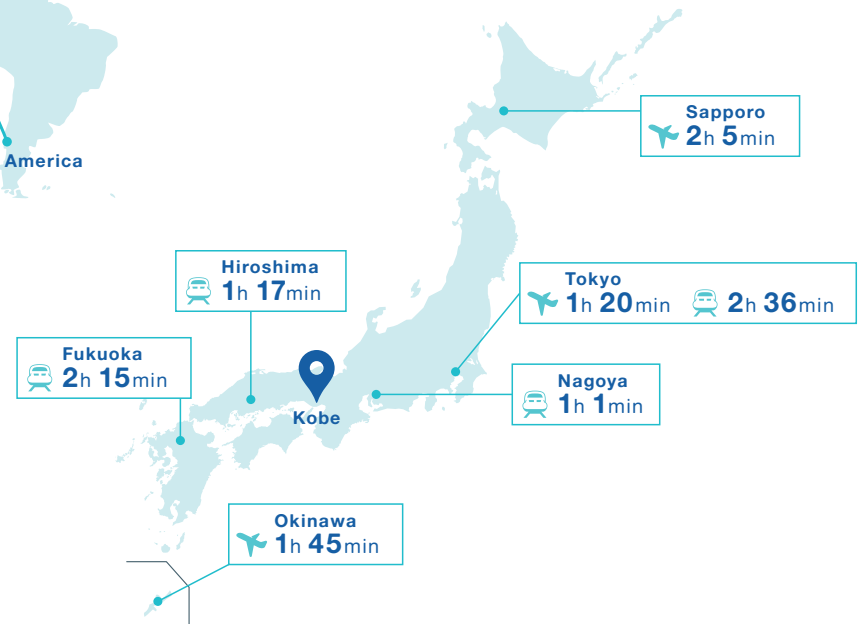 Sapporo
2h 5min
America
Hiroshima
1h 17min
Tokyo
1h 20min 2h 36min
Fukuoka
2h 15min
Nagoya
1h 1min
Kobe
Okinawa
1h 45min